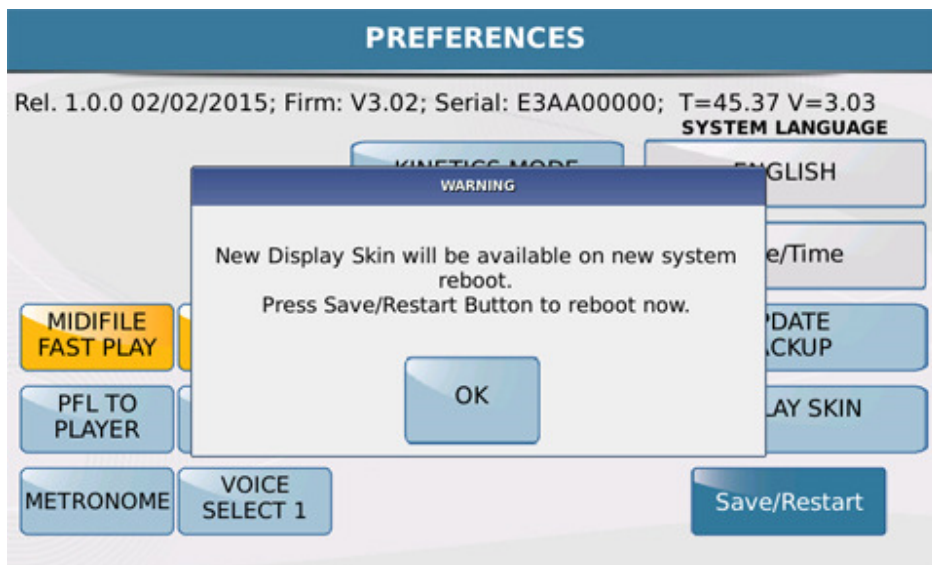 PREFERENCES
Rel. 1.0.0 02/02/2015; Firm: V3.02; Serial: E3AA00000; T=45.37 V=3.03
SYSTEM LANGUAGE
WARNING
New Display Skin will be available on new system
reboot.
Press Save/Restart Button to reboot now.
OK
MIDIFILE
FAST PLAY
PFL TO
PLAYER
METRONOME
VOICE
SELECT 1
Save/Restart